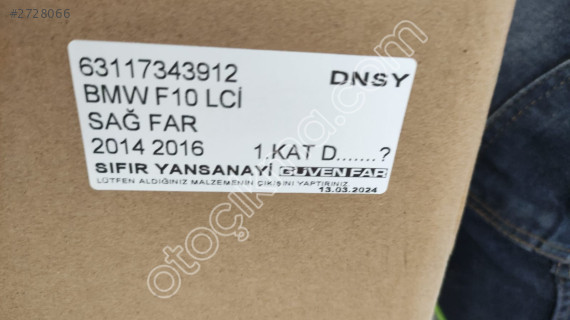 #2728066
63117343912 DNSY
BMW F10 LCİ
SAĞ FAR
2014 2016 1.KAT D.......?
SIFIR YANSANAYİ GÜVEN FAR
LÜTFEN ALDIĞINIZ MALZEMENİN ÇIKIŞINI YAPTIRINIZ
13.03.2024
otoçıkma.com